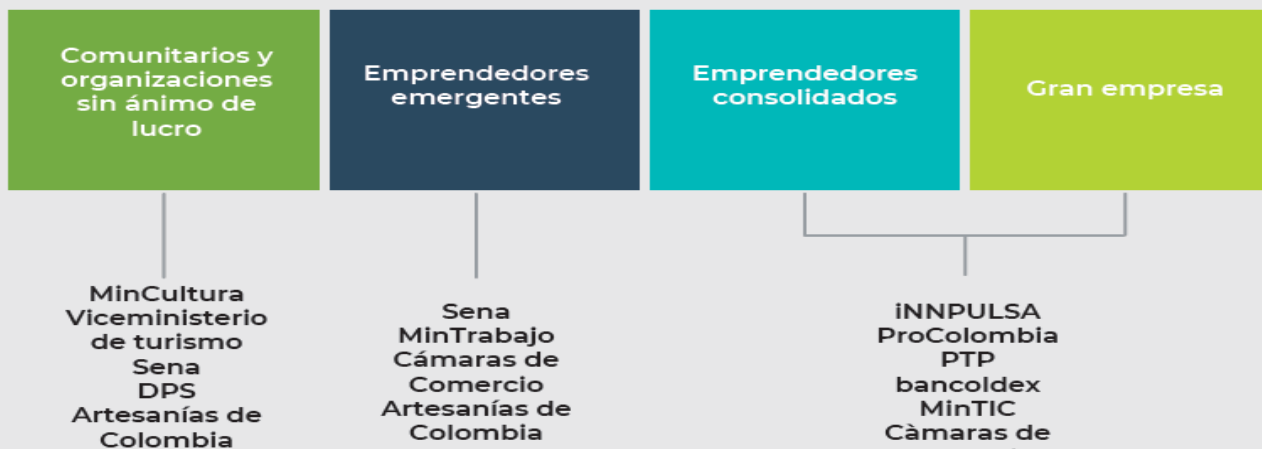 Comunitarios y
organizaciones
sin ánimo de
lucro
Emprendedores
emergentes
Emprendedores
consolidados
Gran empresa
MinCultura
Viceministerio
de turismo
Sena
DPS
Artesanías de
Colombia
Sena
MinTrabajo
Cámaras de
Comercio
Artesanías de
Colombia
iNNPULSA
ProColombia
PTP
bancoldex
MinTIC
Càmaras de